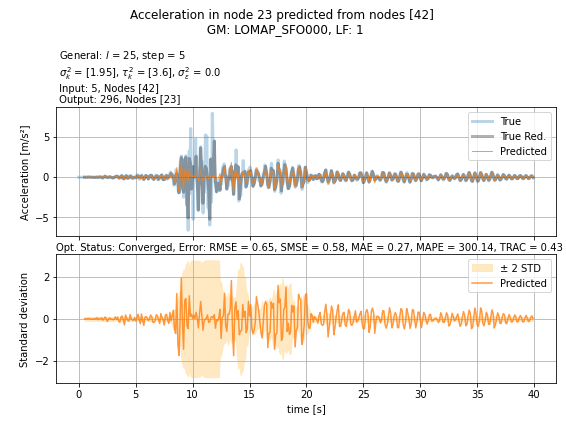 Acceleration in node 23 predicted from nodes [42]
GM: LOMAP_SFO000, LF: 1
General: l = 25, step = 5
σ²ₖ = [1.95], τ²ₖ = [3.6], σ²ε = 0.0
Input: 5, Nodes [42]
Output: 296, Nodes [23]
Acceleration [m/s²]
5
0
−5
True
True Red.
Predicted
Opt. Status: Converged, Error: RMSE = 0.65, SMSE = 0.58, MAE = 0.27, MAPE = 300.14, TRAC = 0.43
Standard deviation
2
0
−2
± 2 STD
Predicted
0 5 10 15 20 25 30 35 40
time [s]